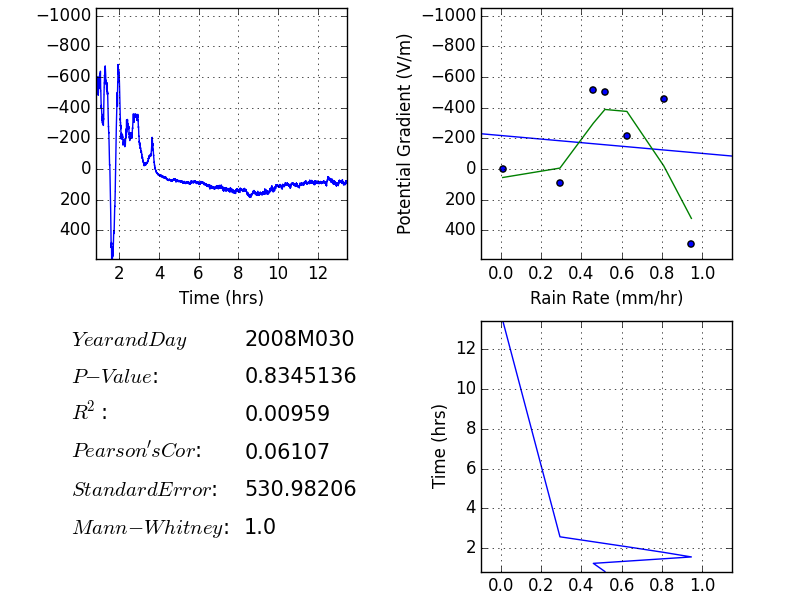 −1000
−800
−600
−400
−200
0
200
400
2 4 6 8 10 12
Time (hrs)
Potential Gradient (V/m)
−1000
−800
−600
−400
−200
0
200
400
0.0 0.2 0.4 0.6 0.8 1.0
Rain Rate (mm/hr)
YearandDay 2008M030
P−Value: 0.8345136
R²: 0.00959
Pearson′sCor: 0.06107
StandardError: 530.98206
Mann−Whitney: 1.0
Time (hrs)
12
10
8
6
4
2
0.0 0.2 0.4 0.6 0.8 1.0